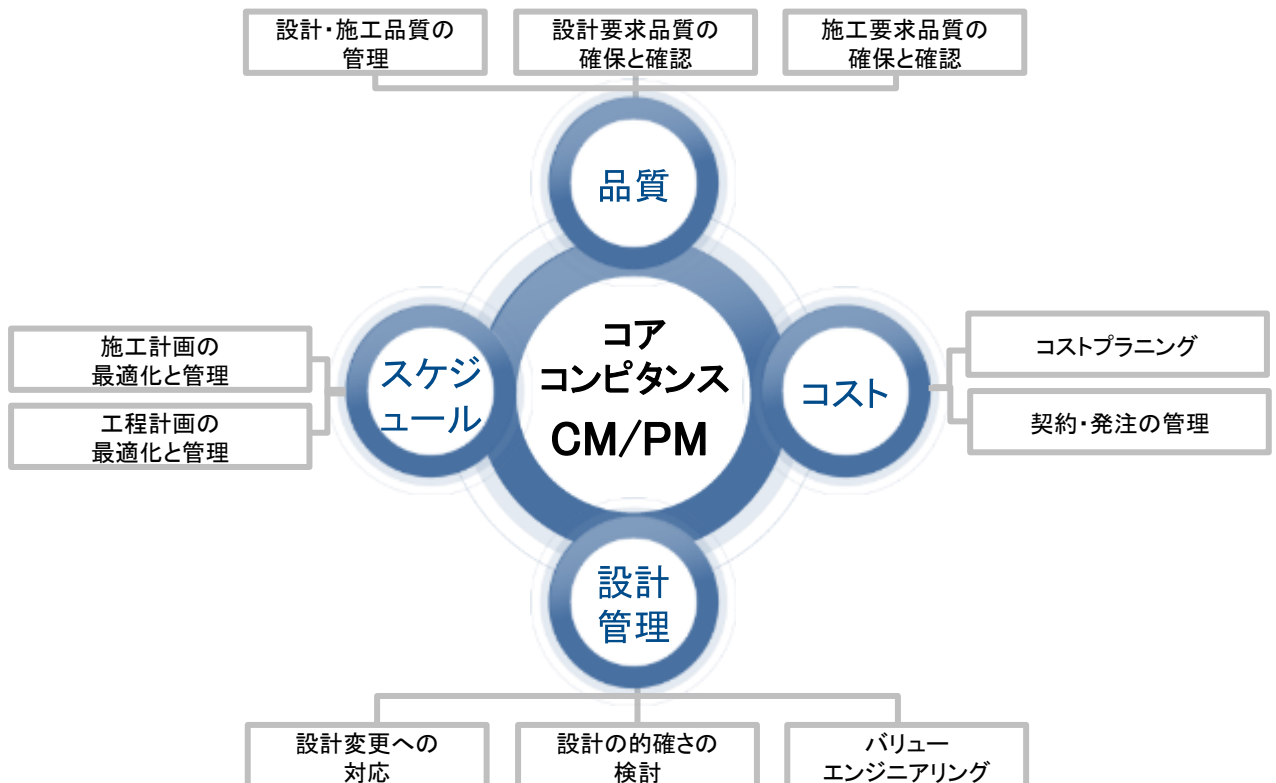 設計・施工品質の
管理
設計要求品質の
確保と確認
施工要求品質の
確保と確認
品質
施工計画の
最適化と管理
工程計画の
最適化と管理
スケジ
ュール
コア
コンピタンス
CM/PM
コスト
コストプラニング
契約・発注の管理
設計
管理
設計変更への
対応
設計の的確さの
検討
バリュー
エンジニアリング